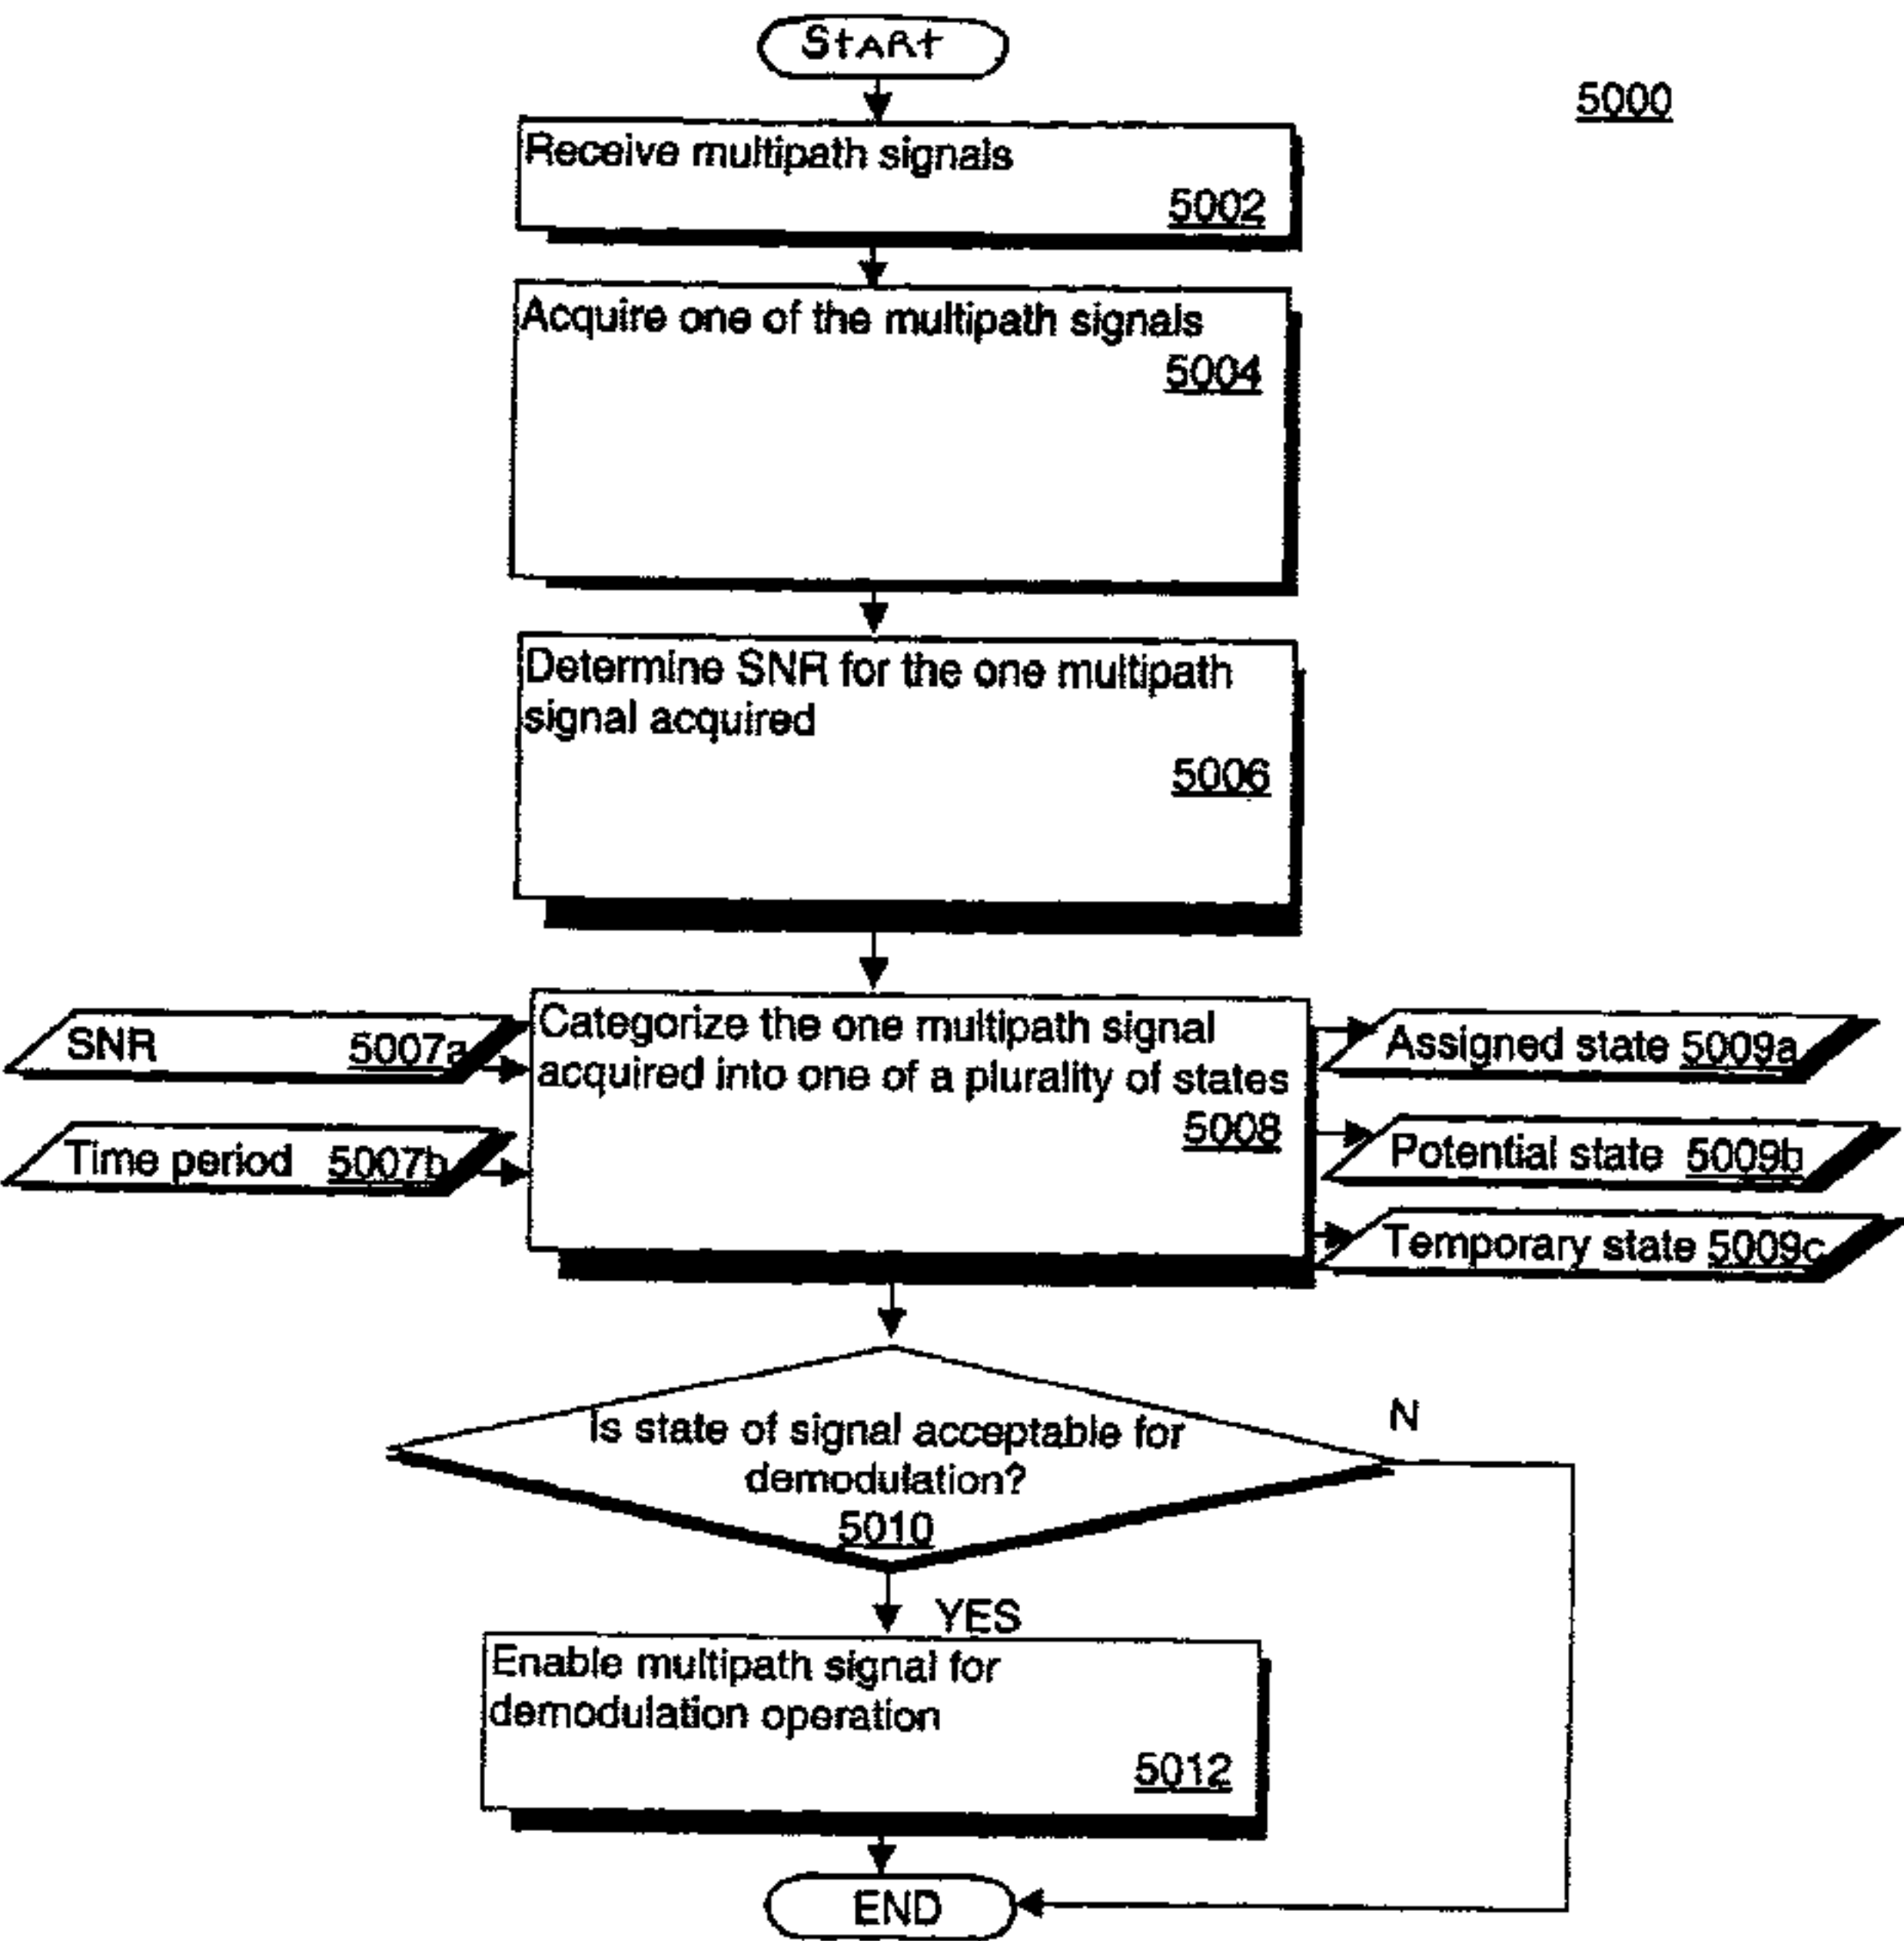 START
5000
Receive multipath signals
5002
Acquire one of the multipath signals
5004
Determine SNR for the one multipath
signal acquired
5006
SNR 5007a
Time period 5007b
Categorize the one multipath signal
acquired into one of a plurality of states
5008
Assigned state 5009a
Potential state 5009b
Temporary state 5009c
Is state of signal acceptable for
demodulation?
5010
N
YES
Enable multipath signal for
demodulation operation
5012
END